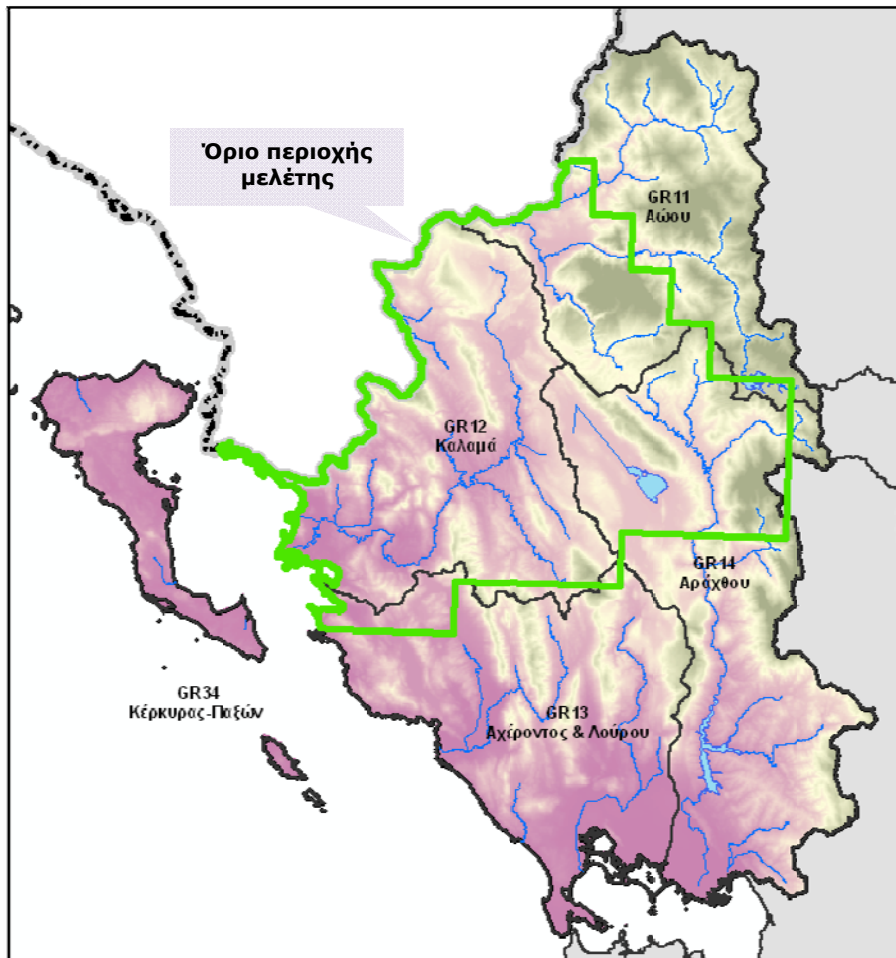 Όριο περιοχής
μελέτης
GR11
Αώου
GR12
Καλαμά
GR14
Αράχθου
GR34
Κέρκυρας-Παξών
GR13
Αχέροντος & Λούρου